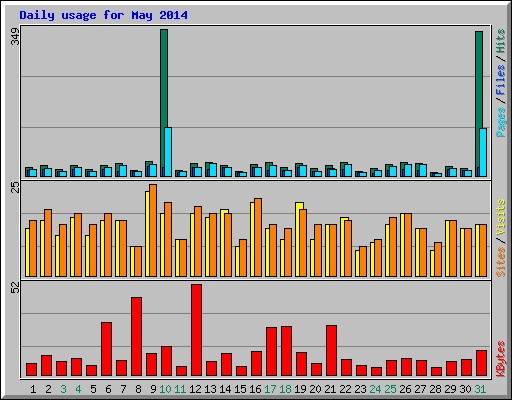 Daily usage for May 2014
349
Pages / Files / Hits
25
Sites / Visits
52
KBytes
1 2 3 4 5 6 7 8 9 10 11 12 13 14 15 16 17 18 19 20 21 22 23 24 25 26 27 28 29 30 31